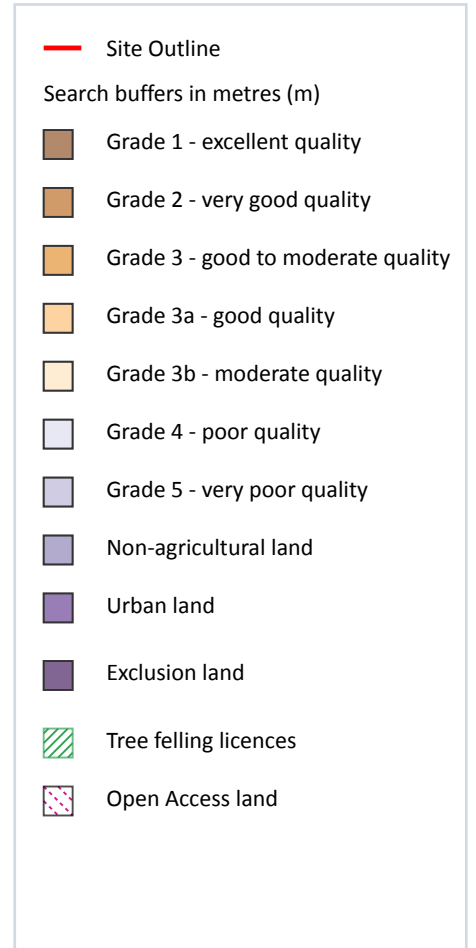 Site Outline
Search buffers in metres (m)
Grade 1 - excellent quality
Grade 2 - very good quality
Grade 3 - good to moderate quality
Grade 3a - good quality
Grade 3b - moderate quality
Grade 4 - poor quality
Grade 5 - very poor quality
Non-agricultural land
Urban land
Exclusion land
Tree felling licences
Open Access land